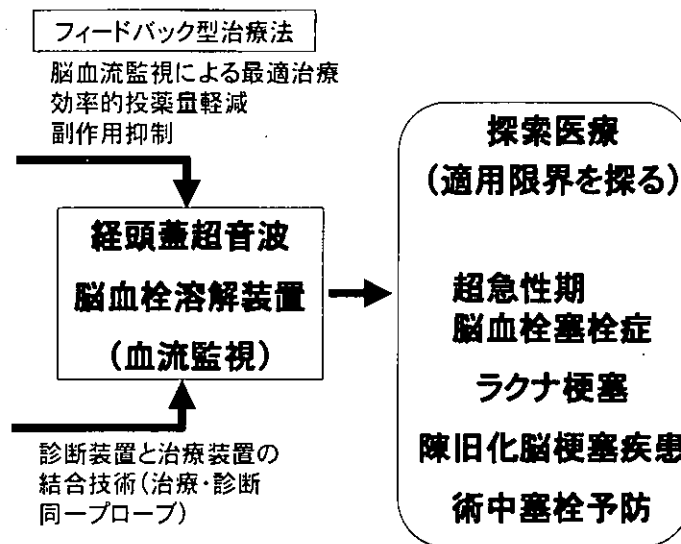 フィードバック型治療法
脳血流監視による最適治療
効率的投薬量軽減
副作用抑制
経頭蓋超音波
脳血栓溶解装置
(血流監視)
診断装置と治療装置の
結合技術(治療・診断
同一プローブ)
探索医療
(適用限界を探る)
超急性期
脳血栓塞栓症
ラクナ梗塞
陳旧化脳梗塞疾患
術中塞栓予防